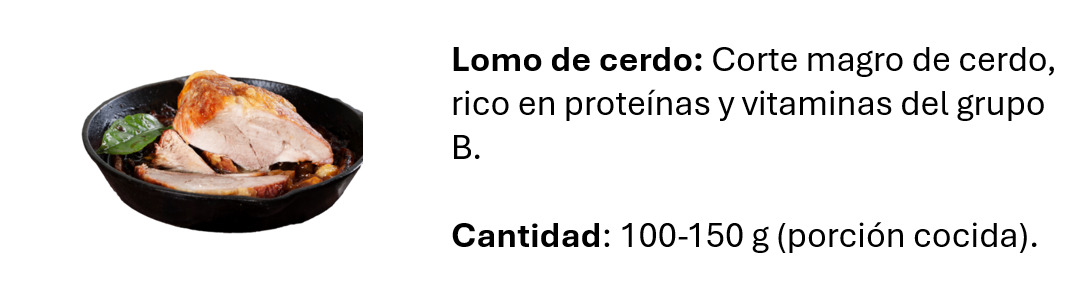 Lomo de cerdo: Corte magro de cerdo,
rico en proteínas y vitaminas del grupo
B.
Cantidad: 100-150 g (porción cocida).